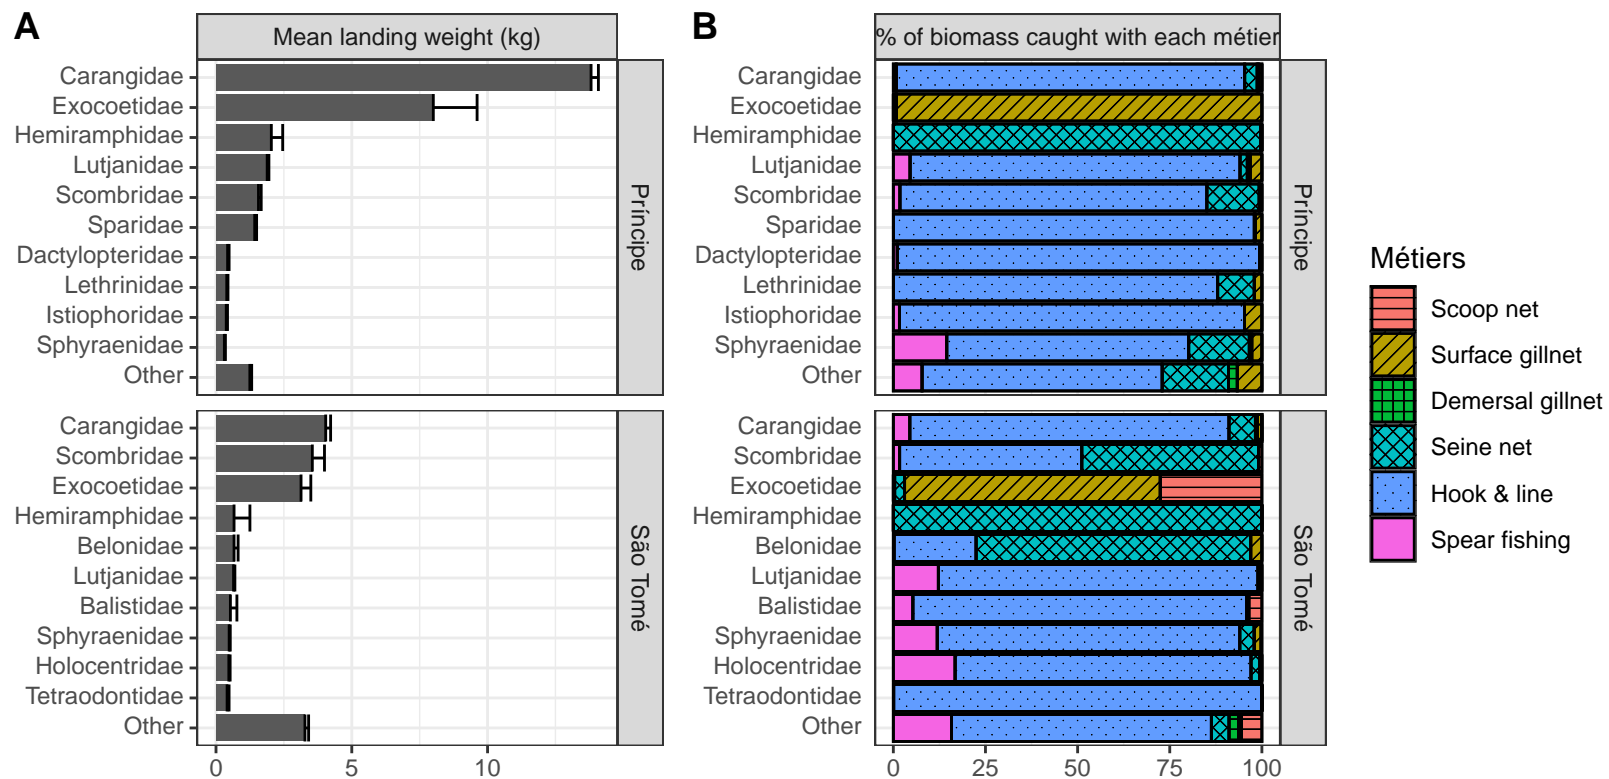 A
Mean landing weight (kg)
Carangidae
Exocoetidae
Hemiramphidae
Lutjanidae
Scombridae
Sparidae
Dactylopteridae
Lethrinidae
Istiophoridae
Sphyraenidae
Other
Príncipe
Carangidae
Scombridae
Exocoetidae
Hemiramphidae
Belonidae
Lutjanidae
Balistidae
Sphyraenidae
Holocentridae
Tetraodontidae
Other
São Tomé
0 5 10
B
% of biomass caught with each métier
Carangidae
Exocoetidae
Hemiramphidae
Lutjanidae
Scombridae
Sparidae
Dactylopteridae
Lethrinidae
Istiophoridae
Sphyraenidae
Other
Príncipe
Carangidae
Scombridae
Exocoetidae
Hemiramphidae
Belonidae
Lutjanidae
Balistidae
Sphyraenidae
Holocentridae
Tetraodontidae
Other
São Tomé
0 25 50 75 100
Métiers
Scoop net
Surface gillnet
Demersal gillnet
Seine net
Hook & line
Spear fishing